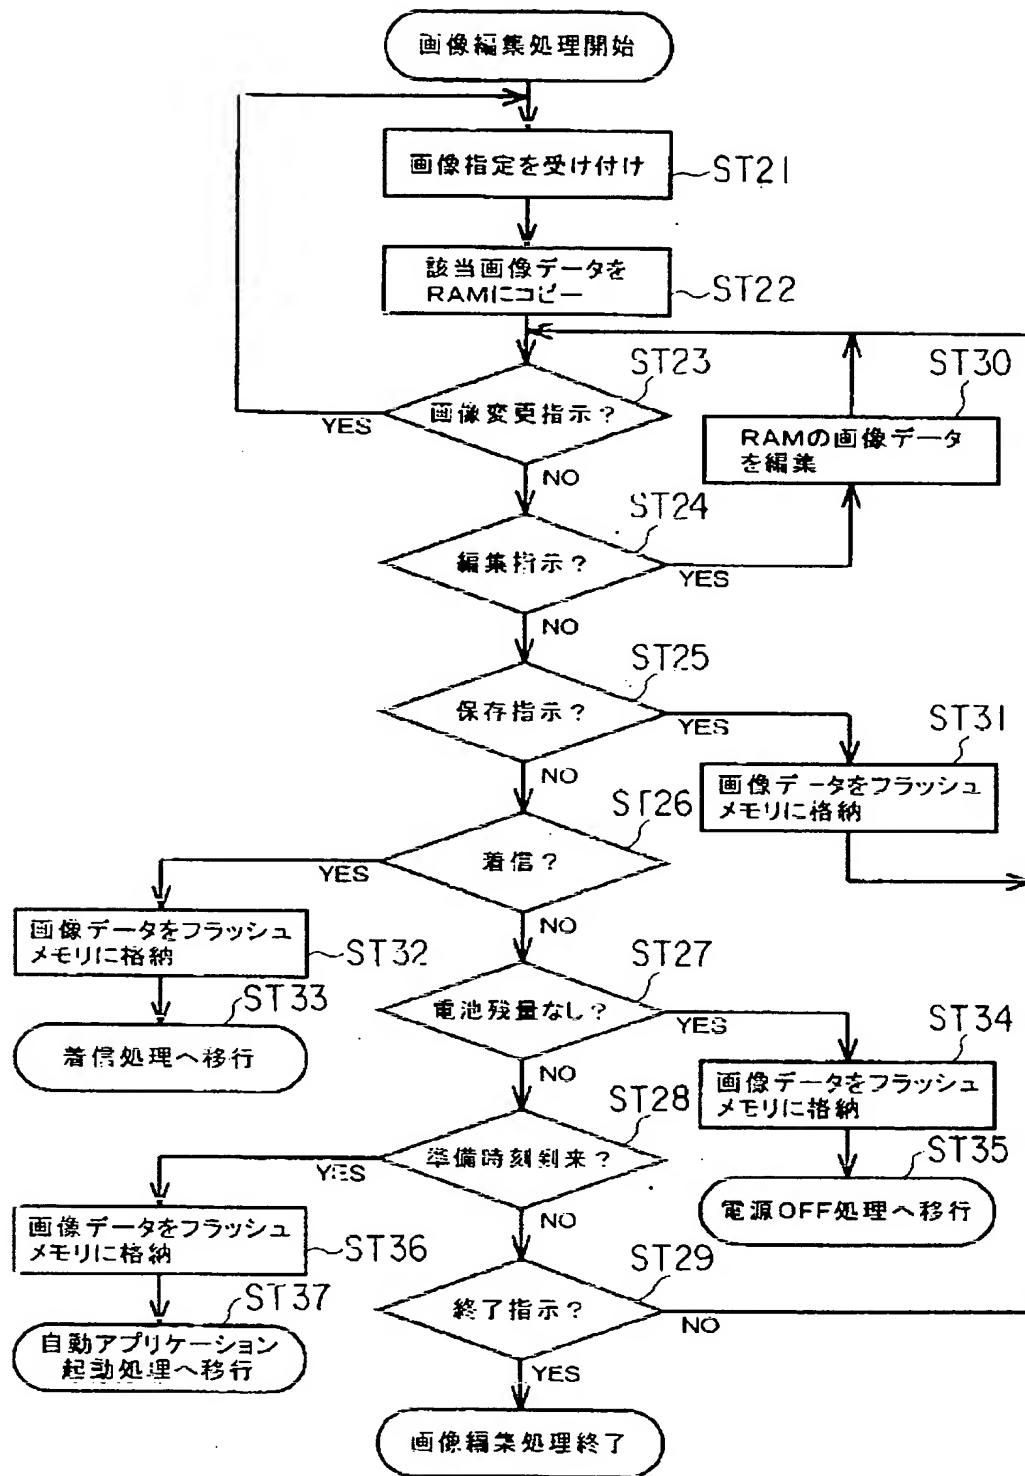 画像編集処理開始
画像指定を受け付け
ST21
該当画像データを
RAMにコピー
ST22
ST23
画像変更指示？
YES
NO
ST30
RAMの画像データ
を編集
ST24
編集指示？
YES
NO
ST25
保存指示？
YES
NO
ST31
画像データをフラッシュ
メモリに格納
ST26
着信？
YES
NO
画像データをフラッシュ
メモリに格納
ST32
ST33
着信処理へ移行
ST27
電池残量なし？
YES
NO
ST34
画像データをフラッシュ
メモリに格納
ST35
電源OFF処理へ移行
ST28
準備時刻到来？
YES
NO
画像データをフラッシュ
メモリに格納
ST36
ST37
自動アプリケーション
起動処理へ移行
ST29
終了指示？
NO
YES
画像編集処理終了